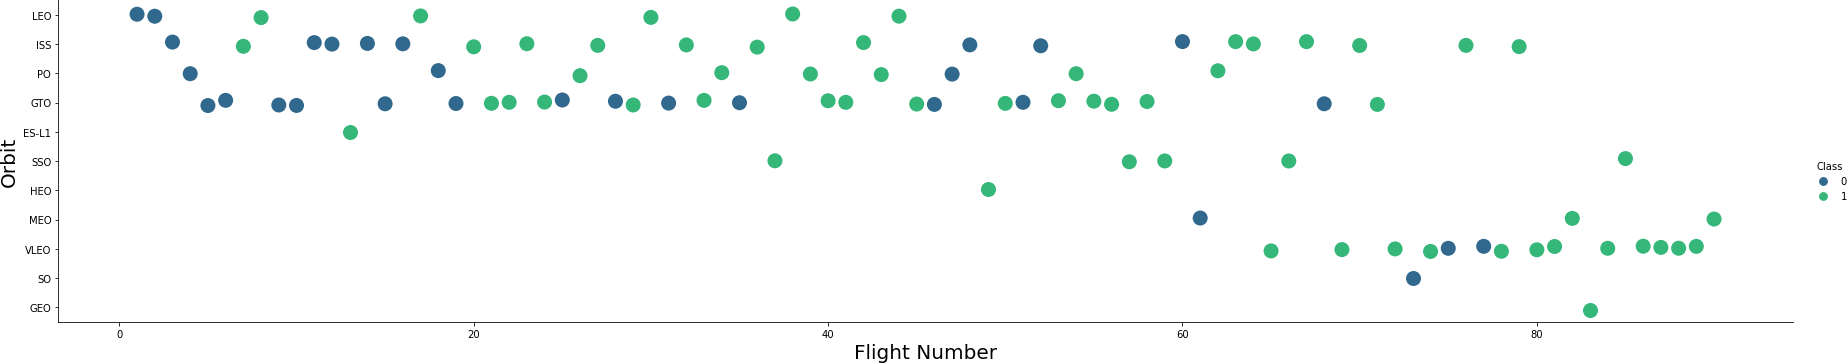 LEO
ISS
PO
GTO
ES-L1
SSO
HEO
MEO
VLEO
SO
GEO
Orbit
0 20 40 60 80
Flight Number
Class
0
1